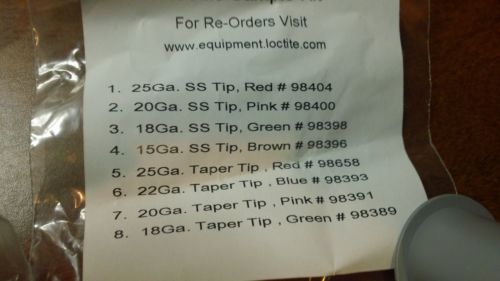 For Re-Orders Visit
www.equipment.loctite.com
1. 25Ga. SS Tip, Red # 98404
2. 20Ga. SS Tip, Pink # 98400
3. 18Ga. SS Tip, Green # 98398
4. 15Ga. SS Tip, Brown # 98396
5. 25Ga. Taper Tip , Red # 98658
6. 22Ga. Taper Tip , Blue # 98393
7. 20Ga. Taper Tip , Pink # 98391
8. 18Ga. Taper Tip , Green # 98389